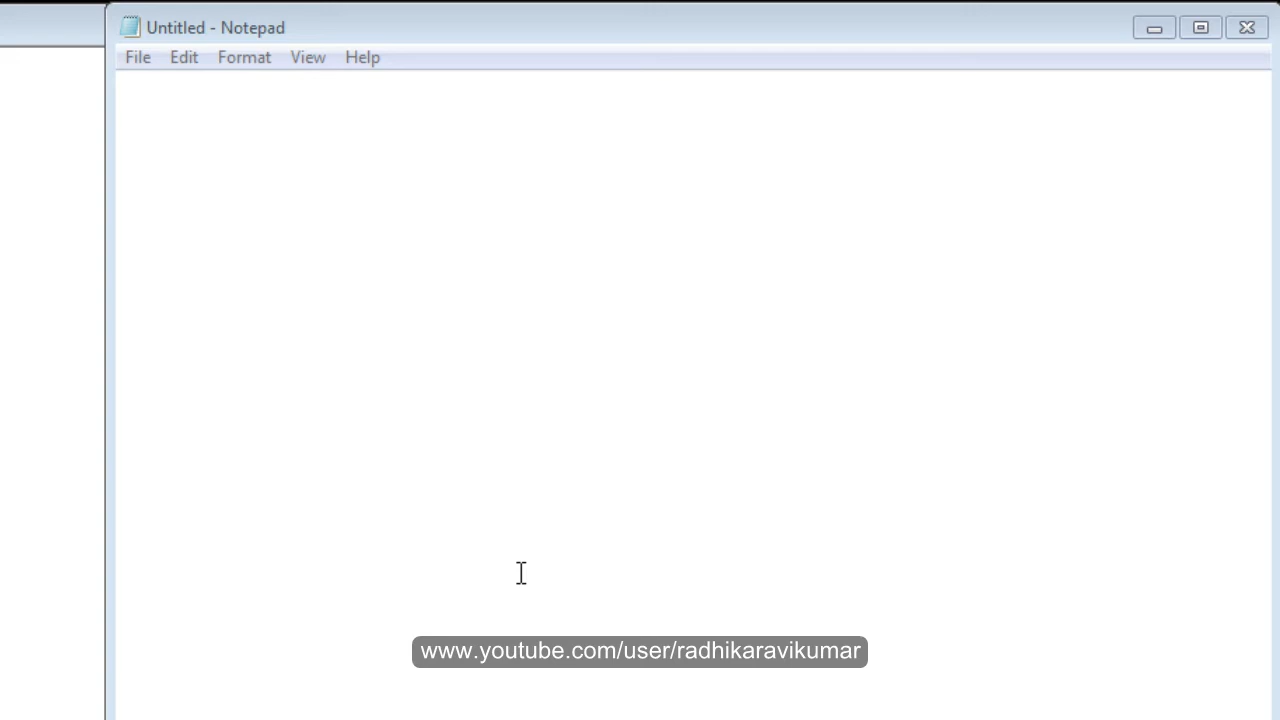 Untitled - Notepad
File Edit Format View Help
www.youtube.com/user/radhikaravikumar